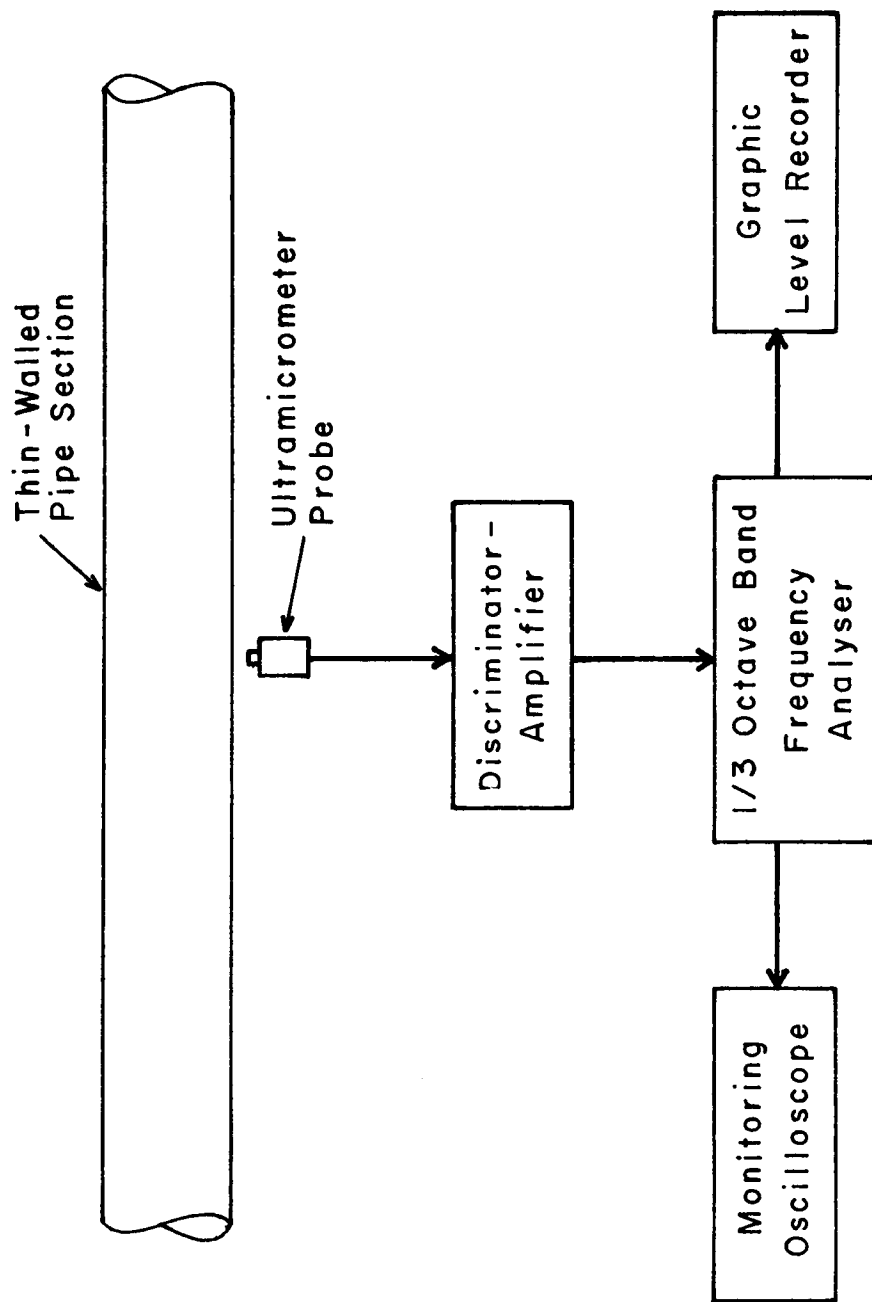 Thin-Walled
Pipe Section
Ultramicrometer
Probe
Discriminator-
Amplifier
1/3 Octave Band
Frequency
Analyser
Monitoring
Oscilloscope
Graphic
Level Recorder